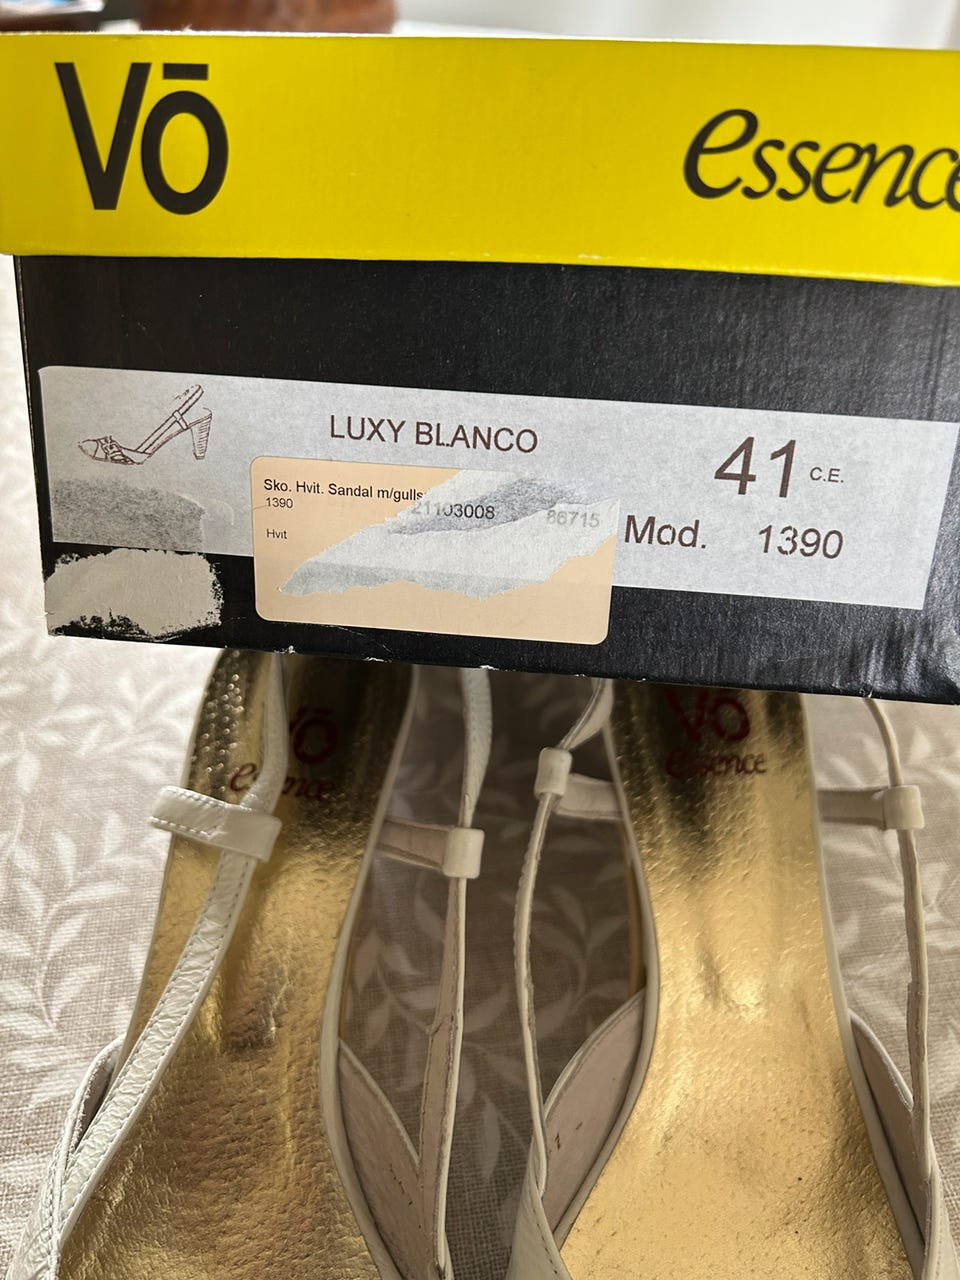 Vō
essence
LUXY BLANCO
41 C.E.
Mod. 1390
Sko. Hvit. Sandal m/gulls
1390
21103008
86715
Hvit
Vō
essence
Vō
essence